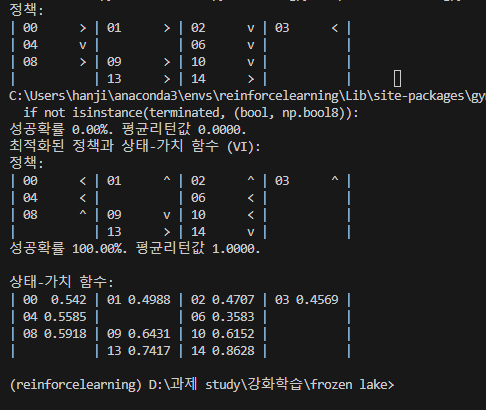 정책:
| 00 > | 01 > | 02 v | 03 < |
| 04 v | | 06 v | |
| 08 > | 09 > | 10 v | |
| | 13 > | 14 > |
C:\Users\hanji\anaconda3\envs\reinforcelearning\Lib\site-packages\gy
if not isinstance(terminated, (bool, np.bool8)):
성공확률 0.00%. 평균리턴값 0.0000.
최적화된 정책과 상태-가치 함수 (VI):
정책:
| 00 < | 01 ^ | 02 ^ | 03 ^ |
| 04 < | | 06 < | |
| 08 ^ | 09 v | 10 < | |
| | 13 > | 14 v |
성공확률 100.00%. 평균리턴값 1.0000.
상태-가치 함수:
| 00 0.542 | 01 0.4988 | 02 0.4707 | 03 0.4569 |
| 04 0.5585 | | 06 0.3583 | |
| 08 0.5918 | 09 0.6431 | 10 0.6152 | |
| | 13 0.7417 | 14 0.8628 |
(reinforcelearning) D:\과제 study\강화학습\frozen lake>